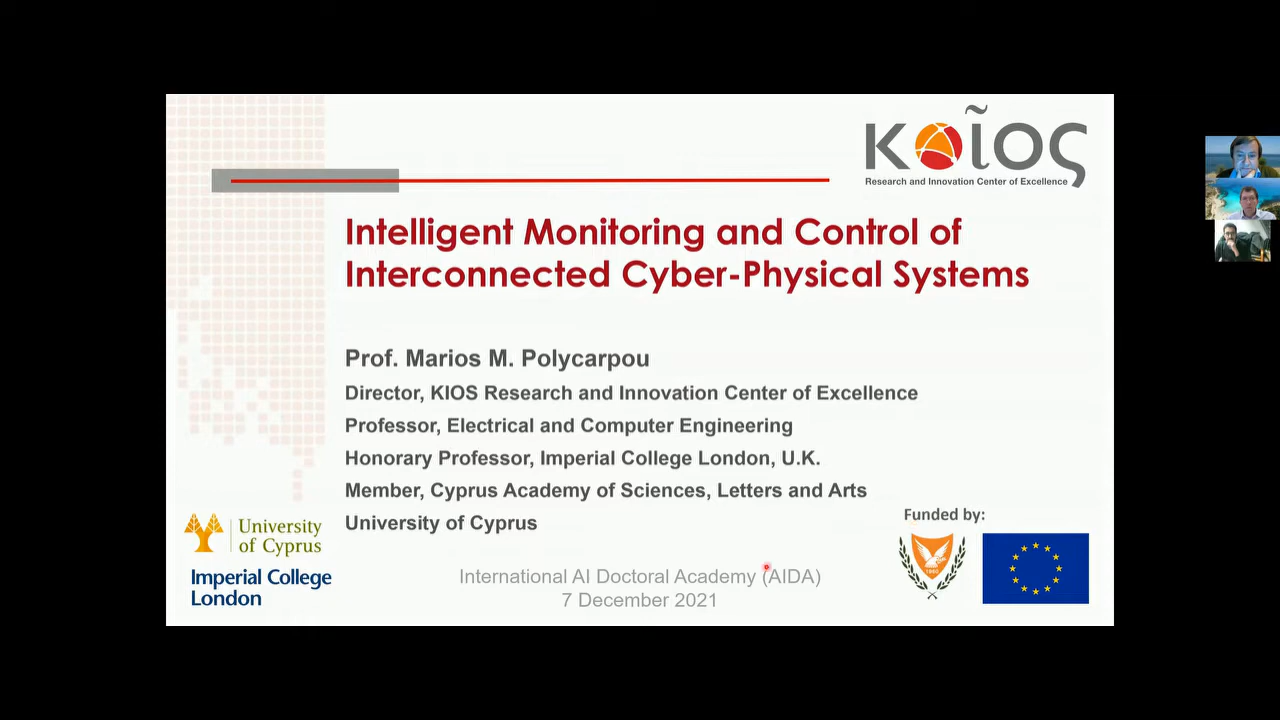 κοῖος
Research and Innovation Center of Excellence
Intelligent Monitoring and Control of
Interconnected Cyber-Physical Systems
Prof. Marios M. Polycarpou
Director, KIOS Research and Innovation Center of Excellence
Professor, Electrical and Computer Engineering
Honorary Professor, Imperial College London, U.K.
Member, Cyprus Academy of Sciences, Letters and Arts
University of Cyprus
University
of Cyprus
Imperial College
London
International AI Doctoral Academy (AIDA)
7 December 2021
Funded by:
1960